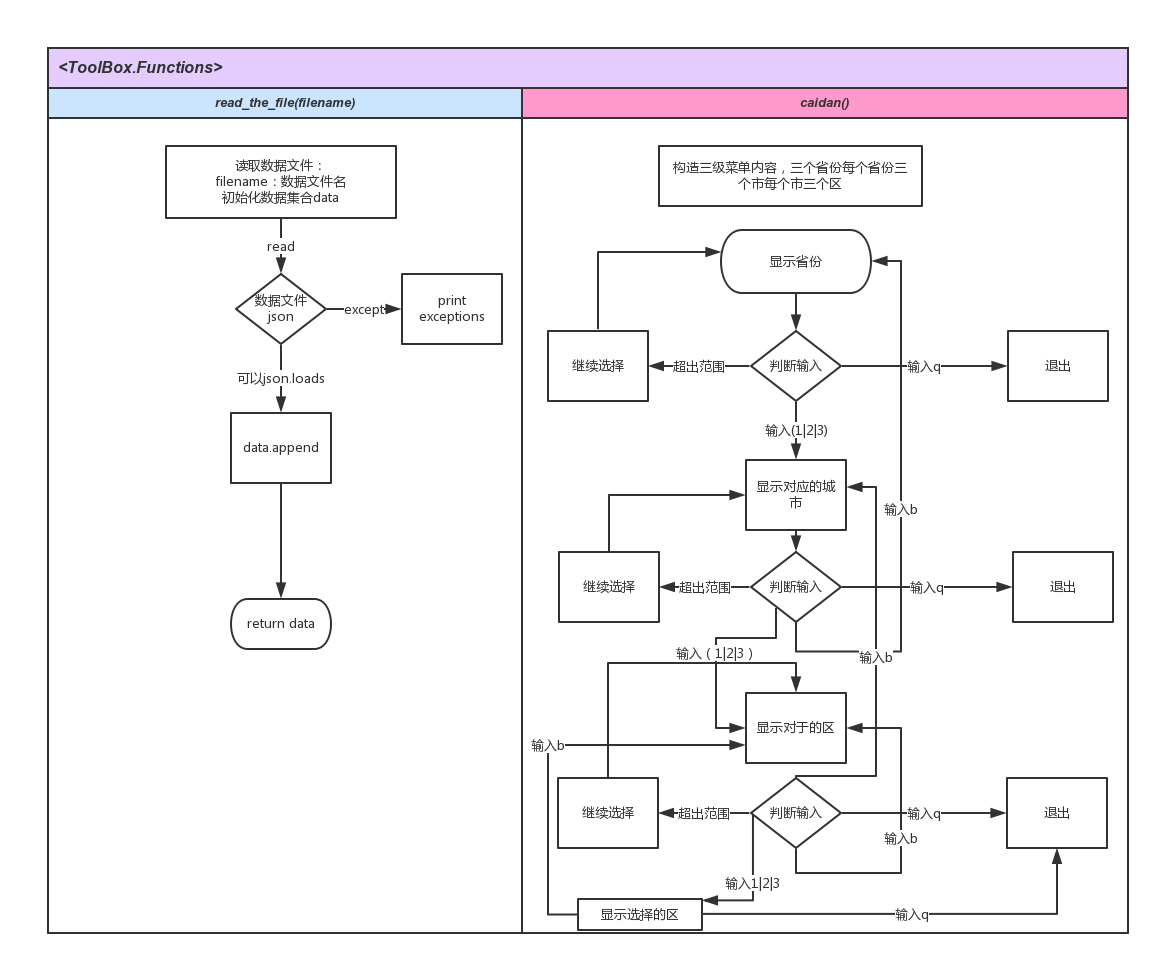 <ToolBox.Functions>
read_the_file(filename)
caidan()
读取数据文件：
filename：数据文件名
初始化数据集合data
read
数据文件
json
except
print
exceptions
可以json.loads
data.append
return data
构造三级菜单内容，三个省份每个省份三
个市每个市三个区
显示省份
继续选择
超出范围
判断输入
输入q
退出
输入(1|2|3)
显示对应的城
市
输入b
继续选择
超出范围
判断输入
输入q
退出
输入（1|2|3）
输入b
显示对于的区
输入b
继续选择
超出范围
判断输入
输入q
退出
输入b
输入1|2|3
显示选择的区
输入q